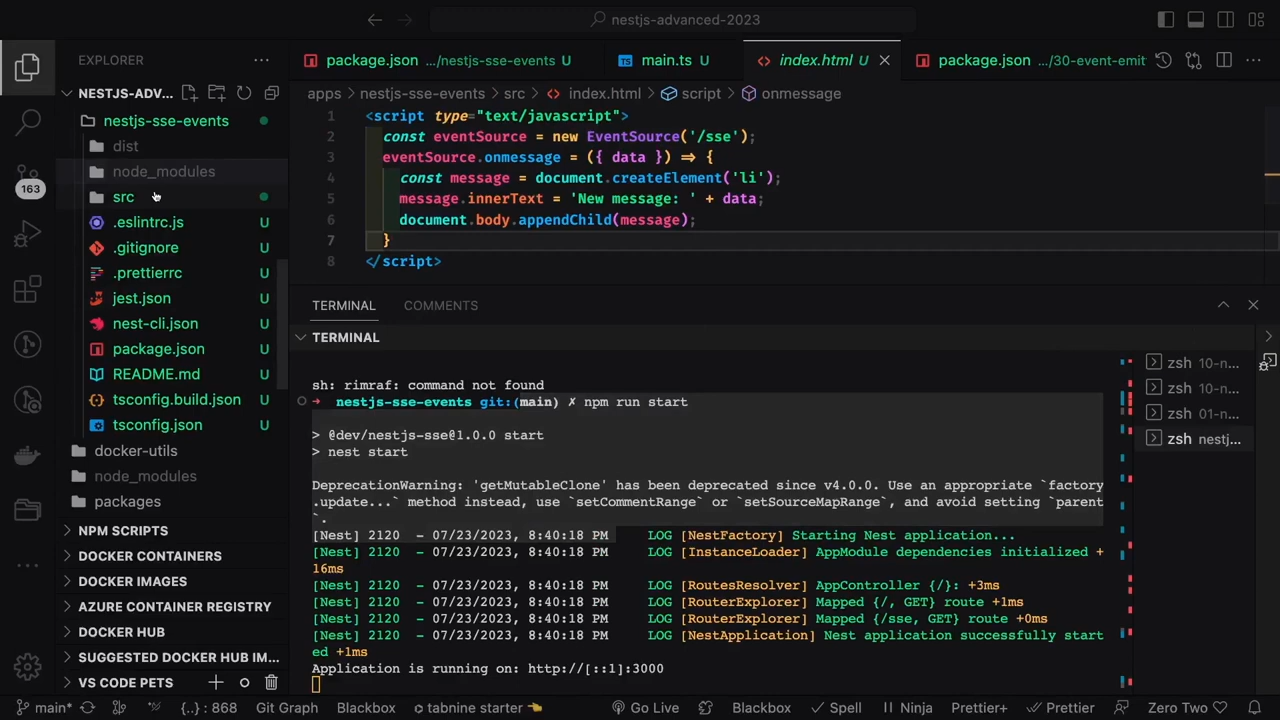 nestjs-advanced-2023
EXPLORER
NESTJS-ADV...
nestjs-sse-events
dist
node_modules
src
.eslintrc.js U
.gitignore U
.prettierrc U
jest.json U
nest-cli.json U
package.json U
README.md U
tsconfig.build.json U
tsconfig.json U
docker-utils
node_modules
packages
NPM SCRIPTS
DOCKER CONTAINERS
DOCKER IMAGES
AZURE CONTAINER REGISTRY
DOCKER HUB
SUGGESTED DOCKER HUB IM...
VS CODE PETS
163
package.json .../nestjs-sse-events U
main.ts U
index.html U
package.json .../30-event-emit
apps > nestjs-sse-events > src > index.html > script > onmessage
1 <script type="text/javascript">
2 const eventSource = new EventSource('/sse');
3 eventSource.onmessage = ({ data }) => {
4 const message = document.createElement('li');
5 message.innerText = 'New message: ' + data;
6 document.body.appendChild(message);
7 }
8 </script>
TERMINAL COMMENTS
TERMINAL
sh: rimraf: command not found
→ nestjs-sse-events git:(main) ✗ npm run start
> @dev/nestjs-sse@1.0.0 start
> nest start
DeprecationWarning: 'getMutableClone' has been deprecated since v4.0.0. Use an appropriate `factory
.update...` method instead, use `setCommentRange` or `setSourceMapRange`, and avoid setting `parent
`.
[Nest] 2120 - 07/23/2023, 8:40:18 PM LOG [NestFactory] Starting Nest application...
[Nest] 2120 - 07/23/2023, 8:40:18 PM LOG [InstanceLoader] AppModule dependencies initialized +
16ms
[Nest] 2120 - 07/23/2023, 8:40:18 PM LOG [RoutesResolver] AppController {/}: +3ms
[Nest] 2120 - 07/23/2023, 8:40:18 PM LOG [RouterExplorer] Mapped {/, GET} route +1ms
[Nest] 2120 - 07/23/2023, 8:40:18 PM LOG [RouterExplorer] Mapped {/sse, GET} route +0ms
[Nest] 2120 - 07/23/2023, 8:40:18 PM LOG [NestApplication] Nest application successfully start
ed +1ms
Application is running on: http://[::1]:3000
zsh 10-n...
zsh 10-n...
zsh 01-n...
zsh nestj...
main* {..} : 868 Git Graph Blackbox tabnine starter Go Live Blackbox Spell Ninja Prettier+ Prettier Zero Two